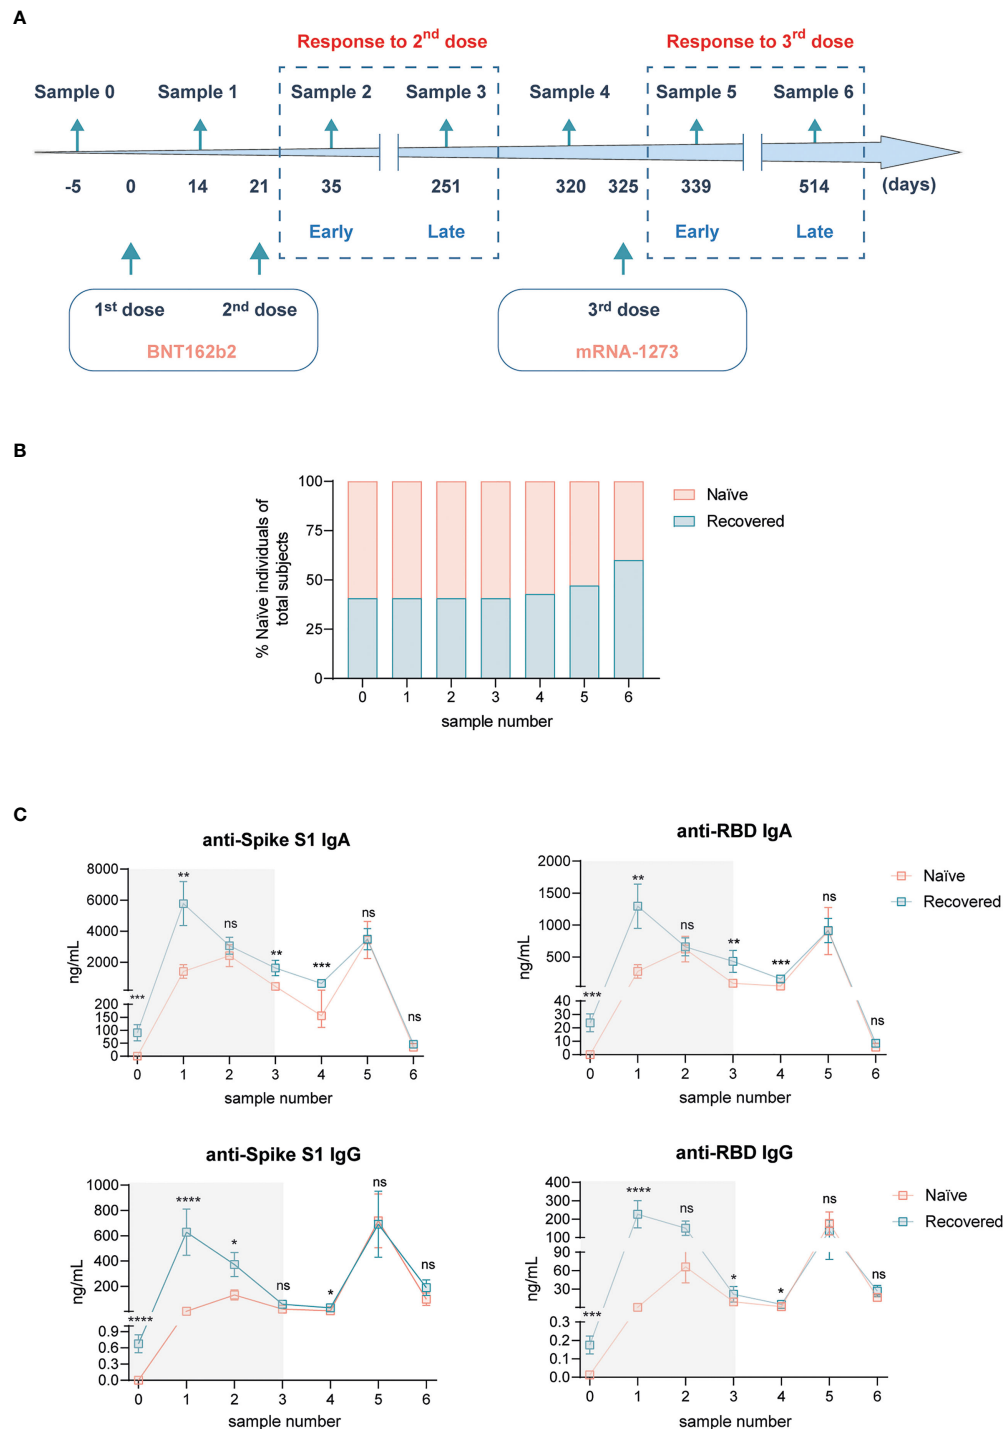 A
Response to 2nd dose
Response to 3rd dose
Sample 0
Sample 1
Sample 2
Sample 3
Sample 4
Sample 5
Sample 6
-5
0
14
21
35
251
320
325
339
514
(days)
Early
Late
Early
Late
1st dose
2nd dose
BNT162b2
3rd dose
mRNA-1273
B
% Naïve individuals of
total subjects
100
75
50
25
0
0 1 2 3 4 5 6
sample number
Naïve
Recovered
C
anti-Spike S1 IgA
ng/mL
8000
6000
4000
2000
200
150
100
50
0
***
**
ns
**
***
ns
ns
0 1 2 3 4 5 6
sample number
anti-RBD IgA
ng/mL
2000
1500
1000
500
40
30
20
10
0
***
**
ns
**
***
ns
ns
0 1 2 3 4 5 6
sample number
Naïve
Recovered
anti-Spike S1 IgG
ng/mL
1000
800
600
400
200
0.9
0.6
0.3
0.0
****
****
*
ns
*
ns
ns
0 1 2 3 4 5 6
sample number
anti-RBD IgG
ng/mL
400
300
200
100
90
60
30
0.3
0.2
0.1
0.0
***
****
ns
*
*
ns
ns
0 1 2 3 4 5 6
sample number
Naïve
Recovered